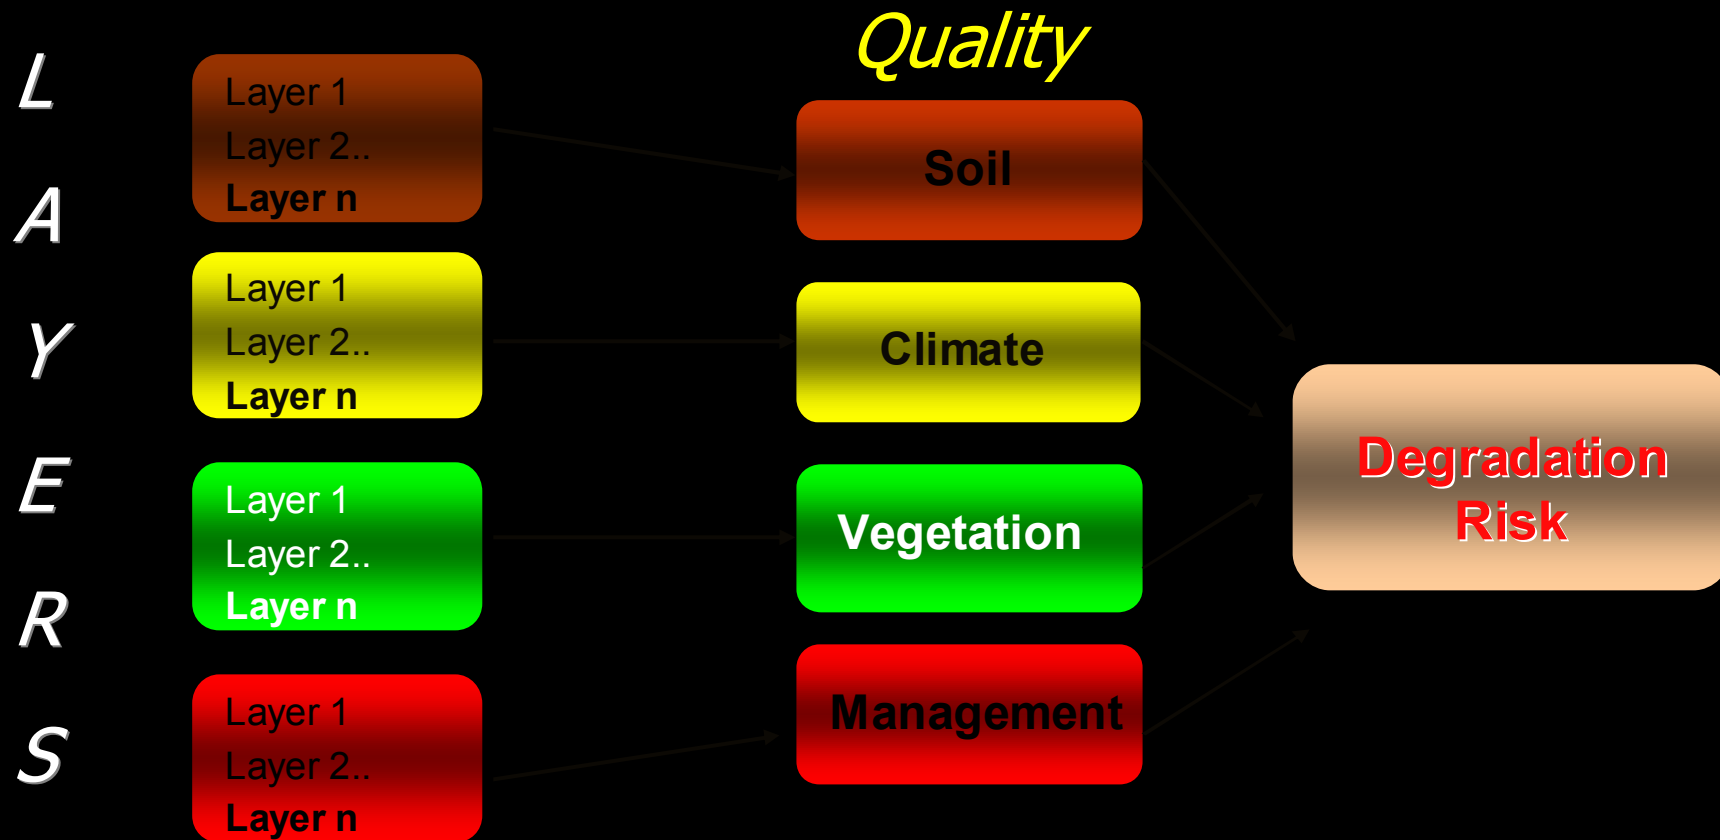 LAYERS
Layer 1
Layer 2..
Layer n
Layer 1
Layer 2..
Layer n
Layer 1
Layer 2..
Layer n
Layer 1
Layer 2..
Layer n
Quality
Soil
Climate
Vegetation
Management
Degradation
Risk